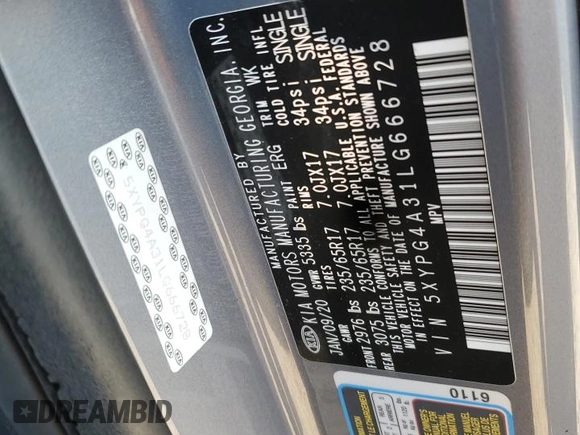 MANUFACTURED BY
KIA MOTORS MANUFACTURING GEORGIA, INC.
JAN/09/20 GVWR 5335 lbs PAINT ERG TRIM WK
GAWR TIRES RIMS COLD TIRE INFL
FRONT 2976 lbs 235/65R17 7.0JX17 34psi SINGLE
REAR 3075 lbs 235/65R17 7.0JX17 34psi SINGLE
THIS VEHICLE CONFORMS TO ALL APPLICABLE U.S.A. FEDERAL
MOTOR VEHICLE SAFETY AND THEFT PREVENTION
STANDARDS IN EFFECT ON THE DATE OF MANUFACTURE SHOWN ABOVE
VIN 5XYPG4A31LG666728
MPV
KIA
5XYPG4A31LG666728
6110
DREAMBID